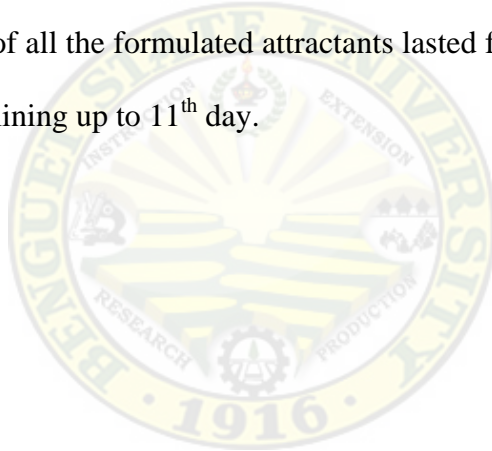 of all the formulated attractants lasted f
ining up to 11th day.
BENGUET STATE UNIVERSITY
INSTRUCTION
EXTENSION
RESEARCH
PRODUCTION
· 1916 ·